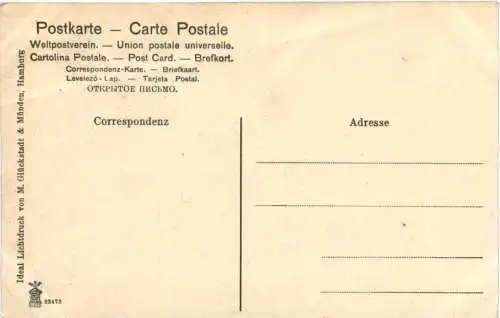 Postkarte — Carte Postale
Weltpostverein. — Union postale universelle.
Cartolina Postale. — Post Card. — Brefkort.
Correspondenz-Karte. — Briefkaart.
Levelező-Lap. — Tarjeta Postal.
ОТКРЫТОЕ ПИСЬМО.
Correspondenz
Adresse
Ideal Lichtdruck von M. Glückstadt & Münden, Hamburg